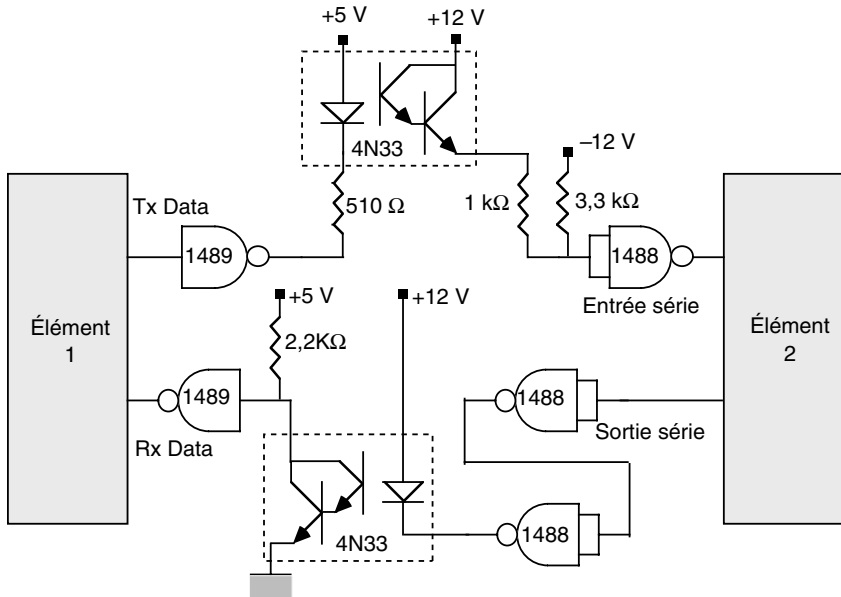 +5 V
+12 V
4N33
–12 V
Tx Data
510 Ω
1 kΩ
3,3 kΩ
1489
1488
+5 V
+12 V
Entrée série
Élément
1
2,2KΩ
Élément
2
1489
1488
Rx Data
Sortie série
4N33
1488